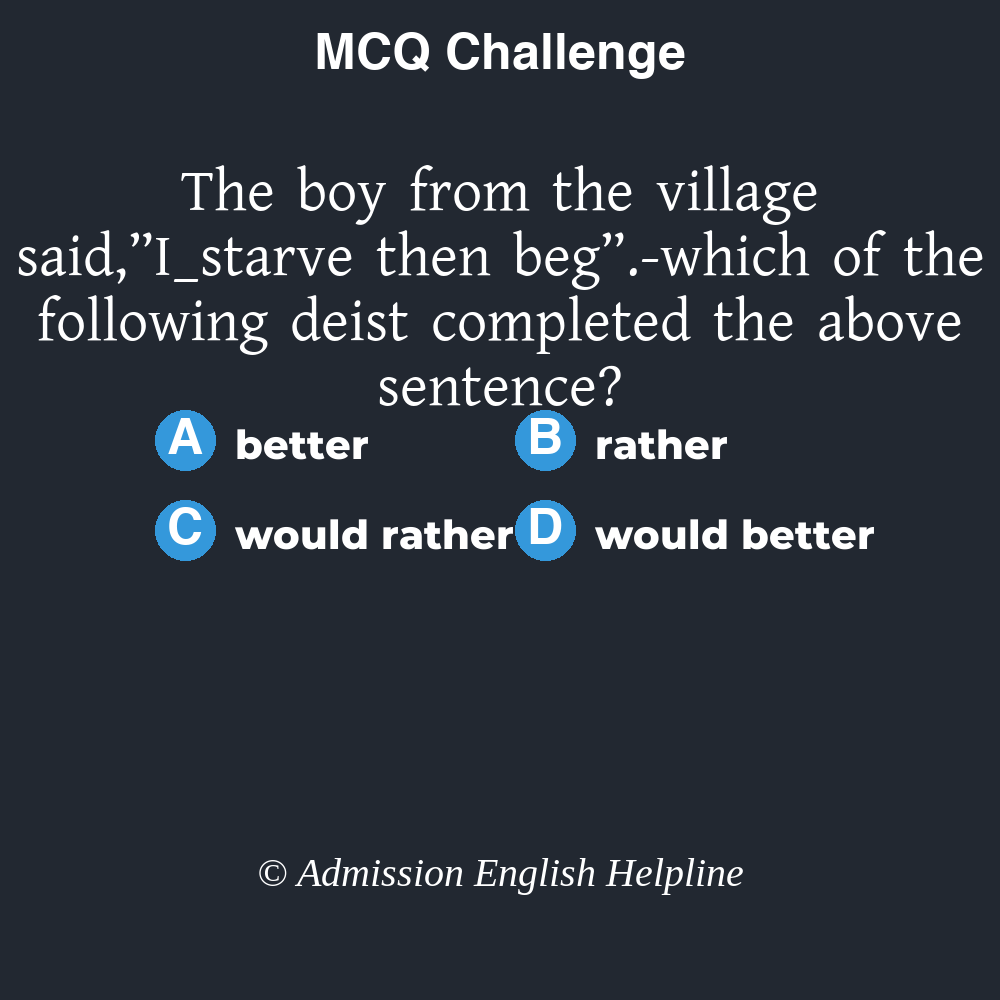 MCQ Challenge
The boy from the village
said,”I_starve then beg”.-which of the
following deist completed the above
sentence?
A better B rather
C would rather D would better
© Admission English Helpline